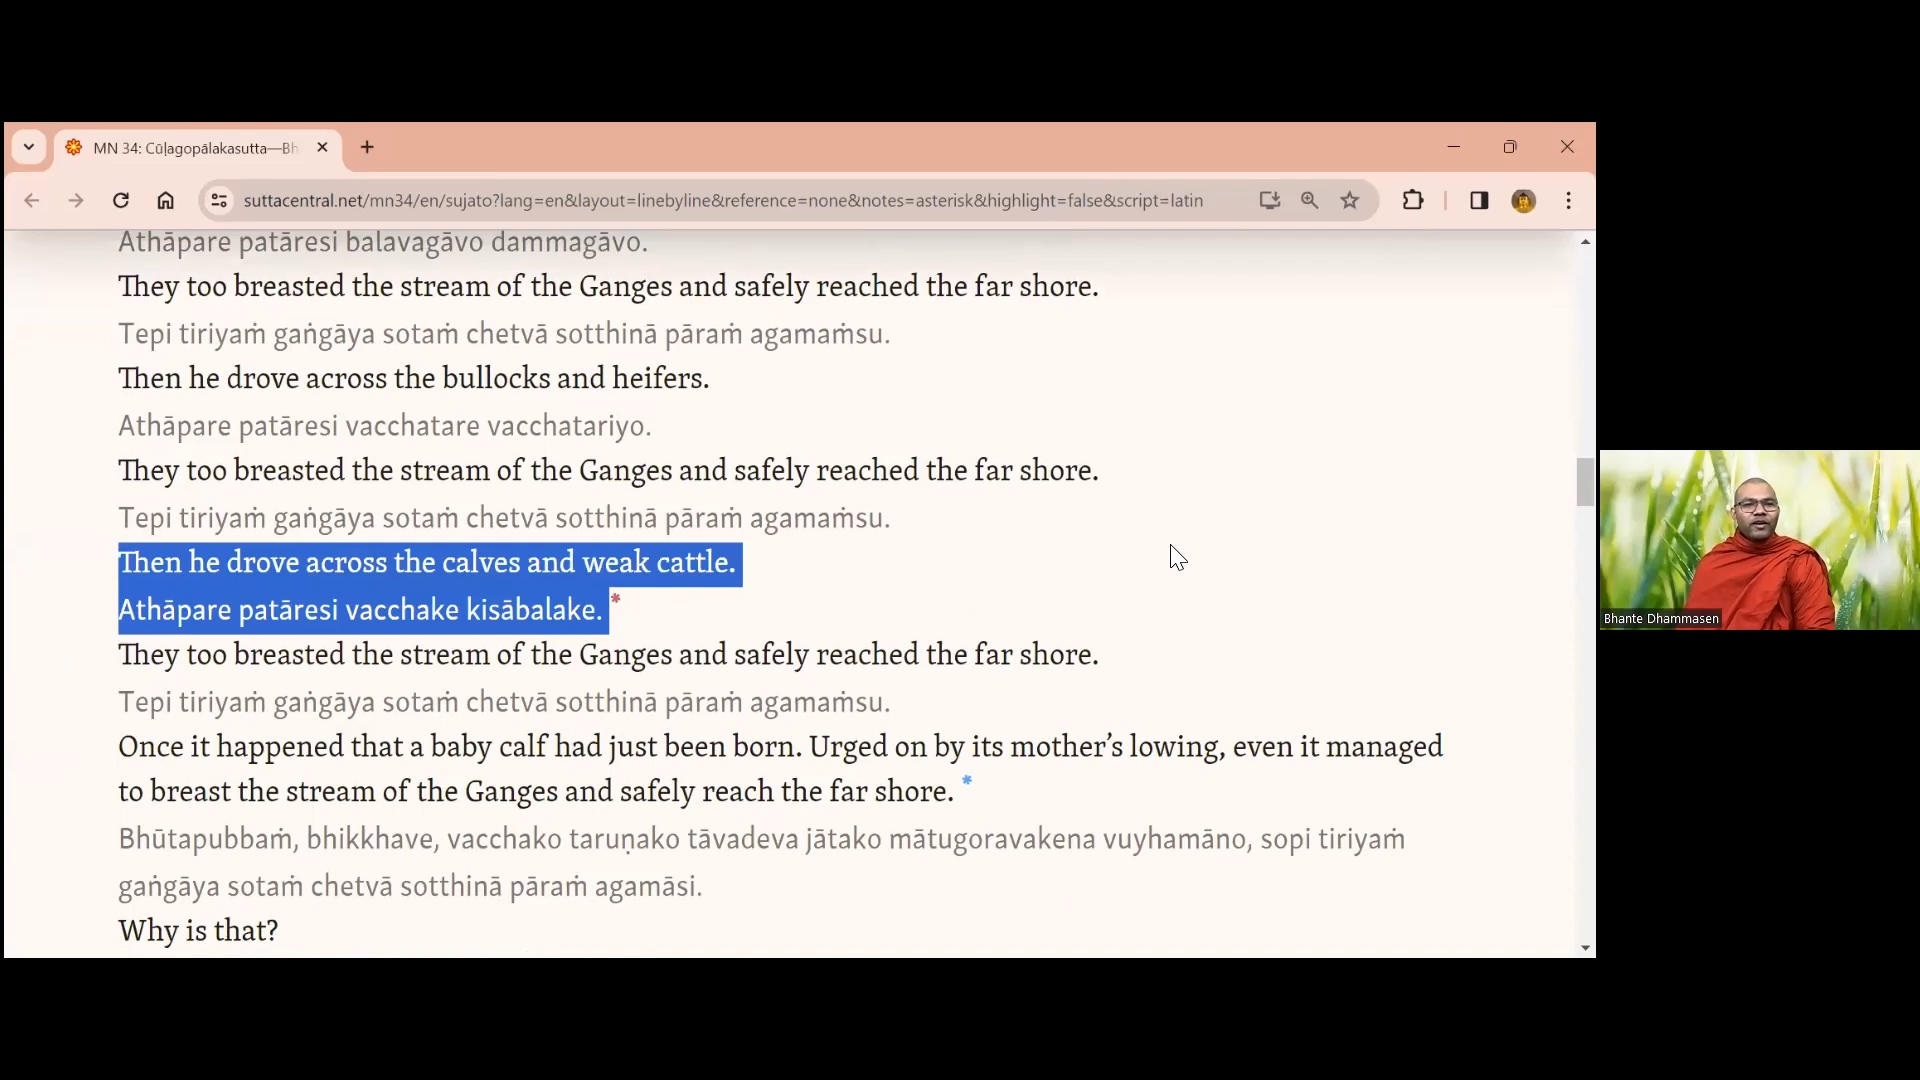 MN 34: Cūḷagopālakasutta—Bh
suttacentral.net/mn34/en/sujato?lang=en&layout=linebyline&reference=none&notes=asterisk&highlight=false&script=latin
Athāpare patāresi balavagāvo dammagāvo.
They too breasted the stream of the Ganges and safely reached the far shore.
Tepi tiriyaṁ gaṅgāya sotaṁ chetvā sotthinā pāraṁ agamaṁsu.
Then he drove across the bullocks and heifers.
Athāpare patāresi vacchatare vacchatariyo.
They too breasted the stream of the Ganges and safely reached the far shore.
Tepi tiriyaṁ gaṅgāya sotaṁ chetvā sotthinā pāraṁ agamaṁsu.
Then he drove across the calves and weak cattle.
Athāpare patāresi vacchake kisābalake. *
They too breasted the stream of the Ganges and safely reached the far shore.
Tepi tiriyaṁ gaṅgāya sotaṁ chetvā sotthinā pāraṁ agamaṁsu.
Once it happened that a baby calf had just been born. Urged on by its mother’s lowing, even it managed
to breast the stream of the Ganges and safely reach the far shore. *
Bhūtapubbaṁ, bhikkhave, vacchako taruṇako tāvadeva jātako mātugoravakena vuyhamāno, sopi tiriyaṁ
gaṅgāya sotaṁ chetvā sotthinā pāraṁ agamāsi.
Why is that?
Bhante Dhammasen